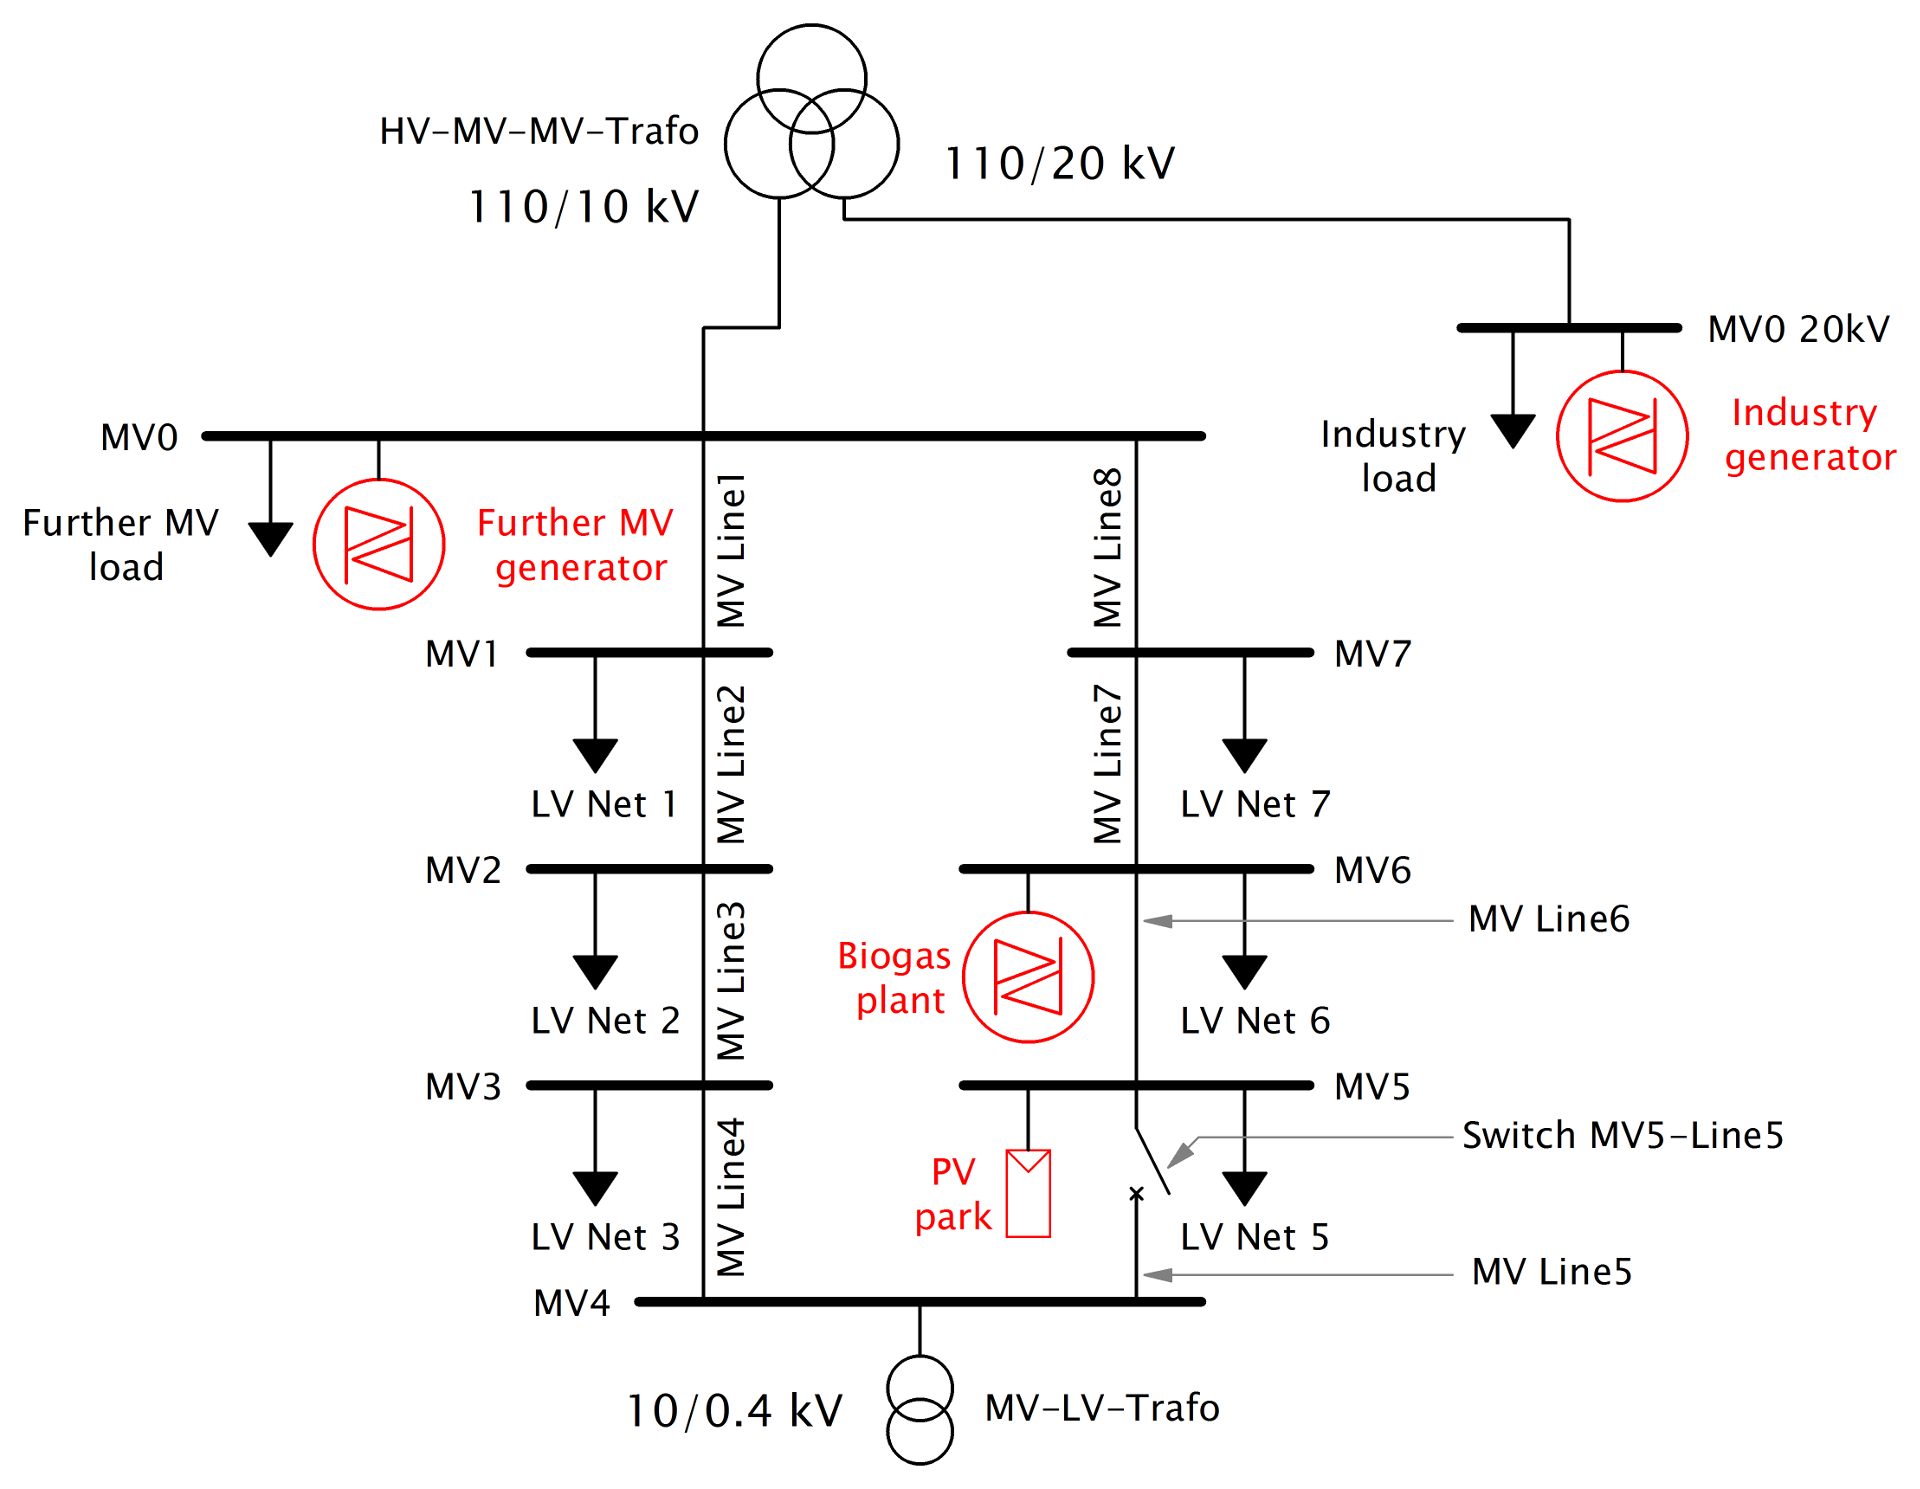 HV-MV-MV-Trafo
110/20 kV
110/10 kV
MV0 20kV
Industry
load
Industry
generator
MV0
Further MV
load
Further MV
generator
MV Line1
MV Line8
MV1
MV7
MV Line2
MV Line7
LV Net 1
LV Net 7
MV2
MV6
MV Line3
MV Line6
Biogas
plant
LV Net 2
LV Net 6
MV3
MV5
MV Line4
Switch MV5-Line5
PV
park
LV Net 3
LV Net 5
MV Line5
MV4
10/0.4 kV
MV-LV-Trafo